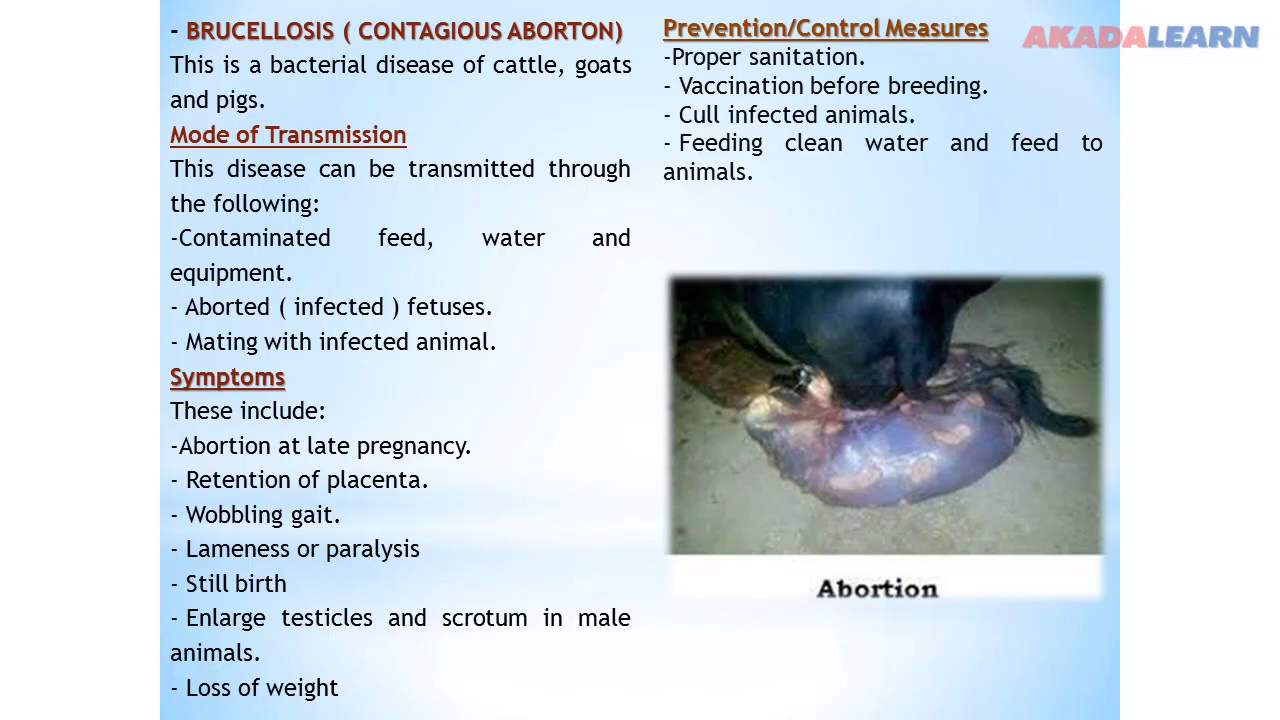 - BRUCELLOSIS ( CONTAGIOUS ABORTON)
This is a bacterial disease of cattle, goats
and pigs.
Mode of Transmission
This disease can be transmitted through
the following:
-Contaminated feed, water and
equipment.
- Aborted ( infected ) fetuses.
- Mating with infected animal.
Symptoms
These include:
-Abortion at late pregnancy.
- Retention of placenta.
- Wobbling gait.
- Lameness or paralysis
- Still birth
- Enlarge testicles and scrotum in male
animals.
- Loss of weight
Prevention/Control Measures
-Proper sanitation.
- Vaccination before breeding.
- Cull infected animals.
- Feeding clean water and feed to
animals.
Abortion
AKADALEARN